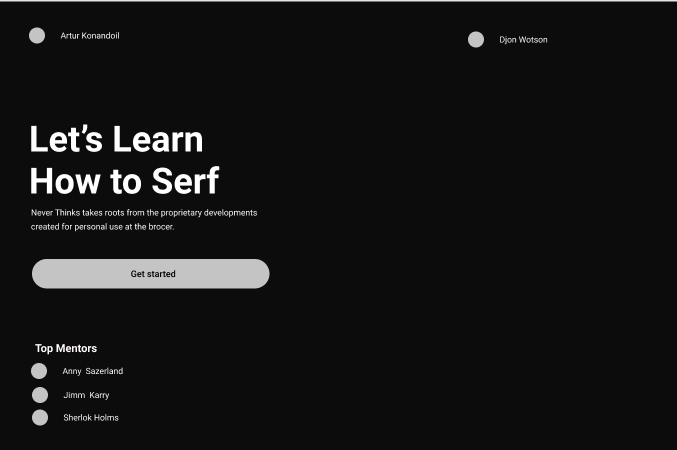 Artur Konandoil
Djon Wotson
Let's Learn
How to Serf
Never Thinks takes roots from the proprietary developments
created for personal use at the brocer.
Get started
Top Mentors
Anny Sazerland
Jimm Karry
Sherlok Holms